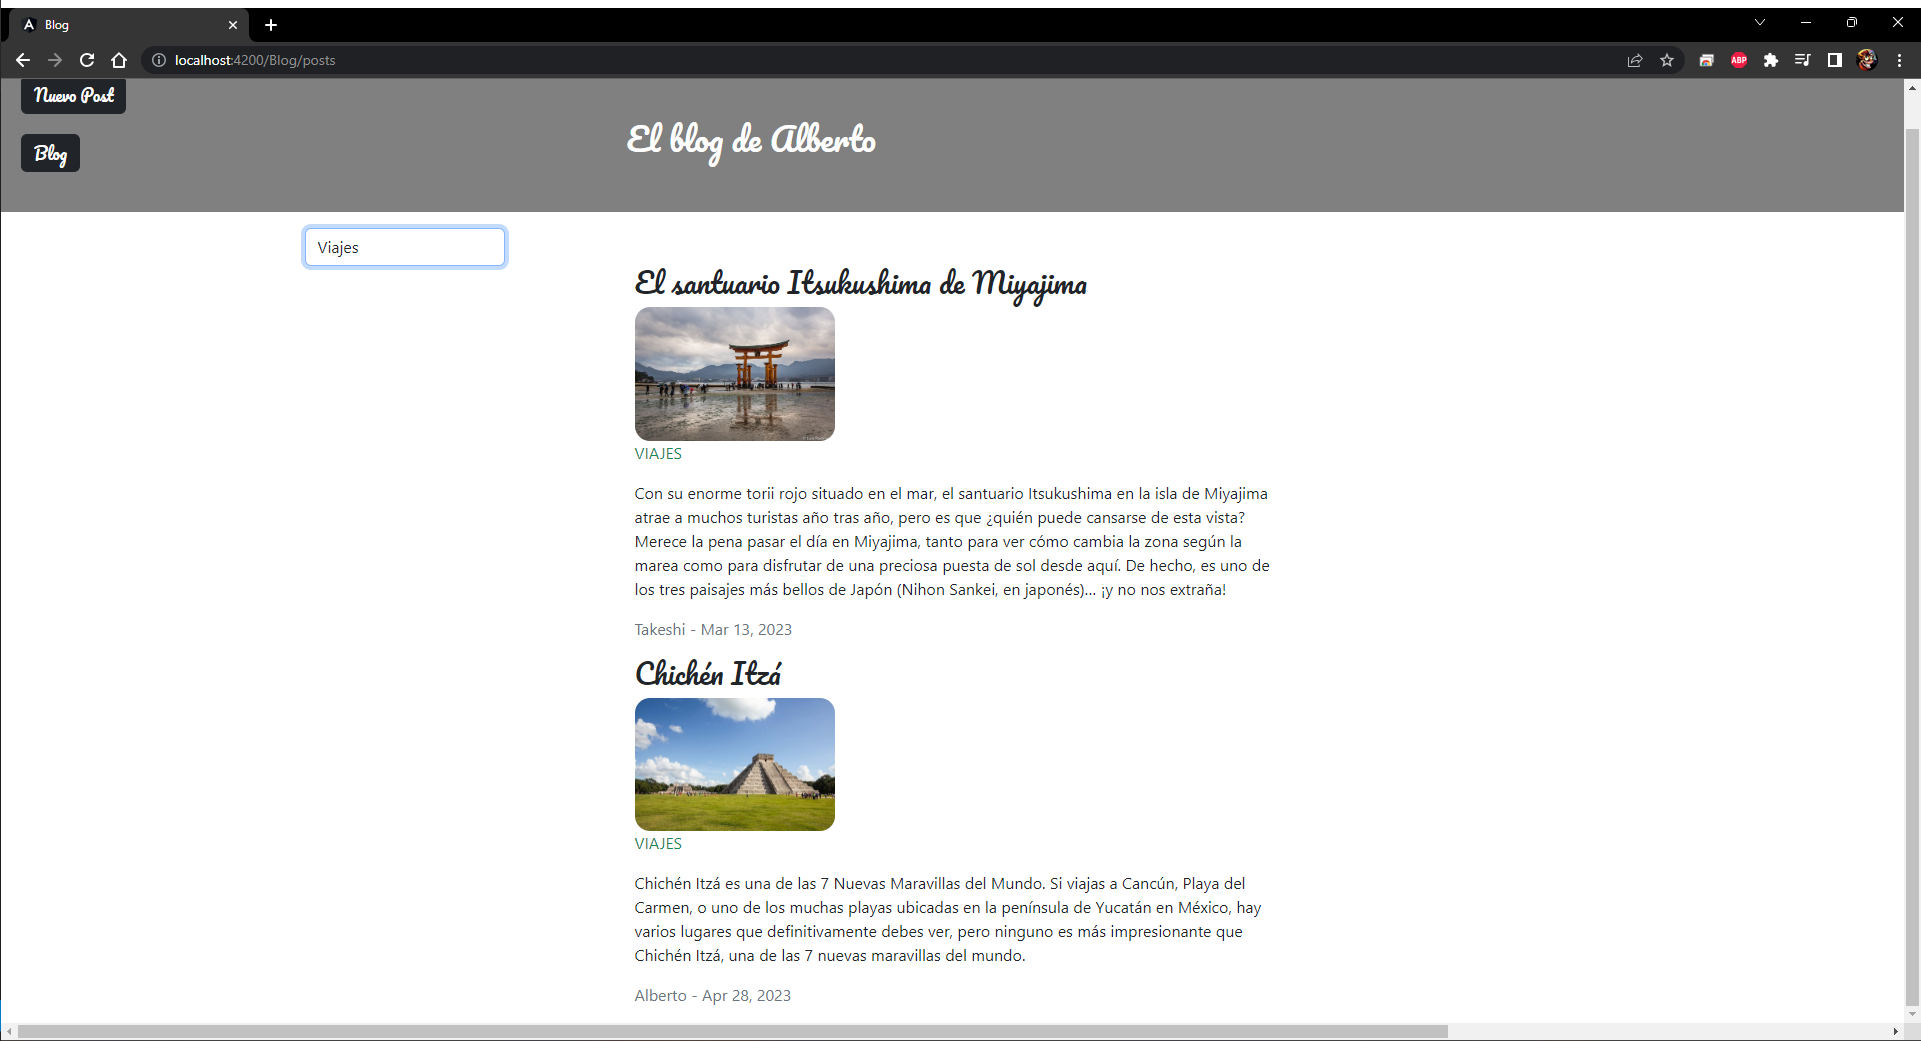 Blog
localhost:4200/Blog/posts
ABP
Nuevo Post
Blog
El blog de Alberto
Viajes
El santuario Itsukushima de Miyajima
VIAJES
Con su enorme torii rojo situado en el mar, el santuario Itsukushima en la isla de Miyajima
atrae a muchos turistas año tras año, pero es que ¿quién puede cansarse de esta vista?
Merece la pena pasar el día en Miyajima, tanto para ver cómo cambia la zona según la
marea como para disfrutar de una preciosa puesta de sol desde aquí. De hecho, es uno de
los tres paisajes más bellos de Japón (Nihon Sankei, en japonés)... ¡y no nos extraña!
Takeshi - Mar 13, 2023
Chichén Itzá
VIAJES
Chichén Itzá es una de las 7 Nuevas Maravillas del Mundo. Si viajas a Cancún, Playa del
Carmen, o uno de los muchas playas ubicadas en la península de Yucatán en México, hay
varios lugares que definitivamente debes ver, pero ninguno es más impresionante que
Chichén Itzá, una de las 7 nuevas maravillas del mundo.
Alberto - Apr 28, 2023